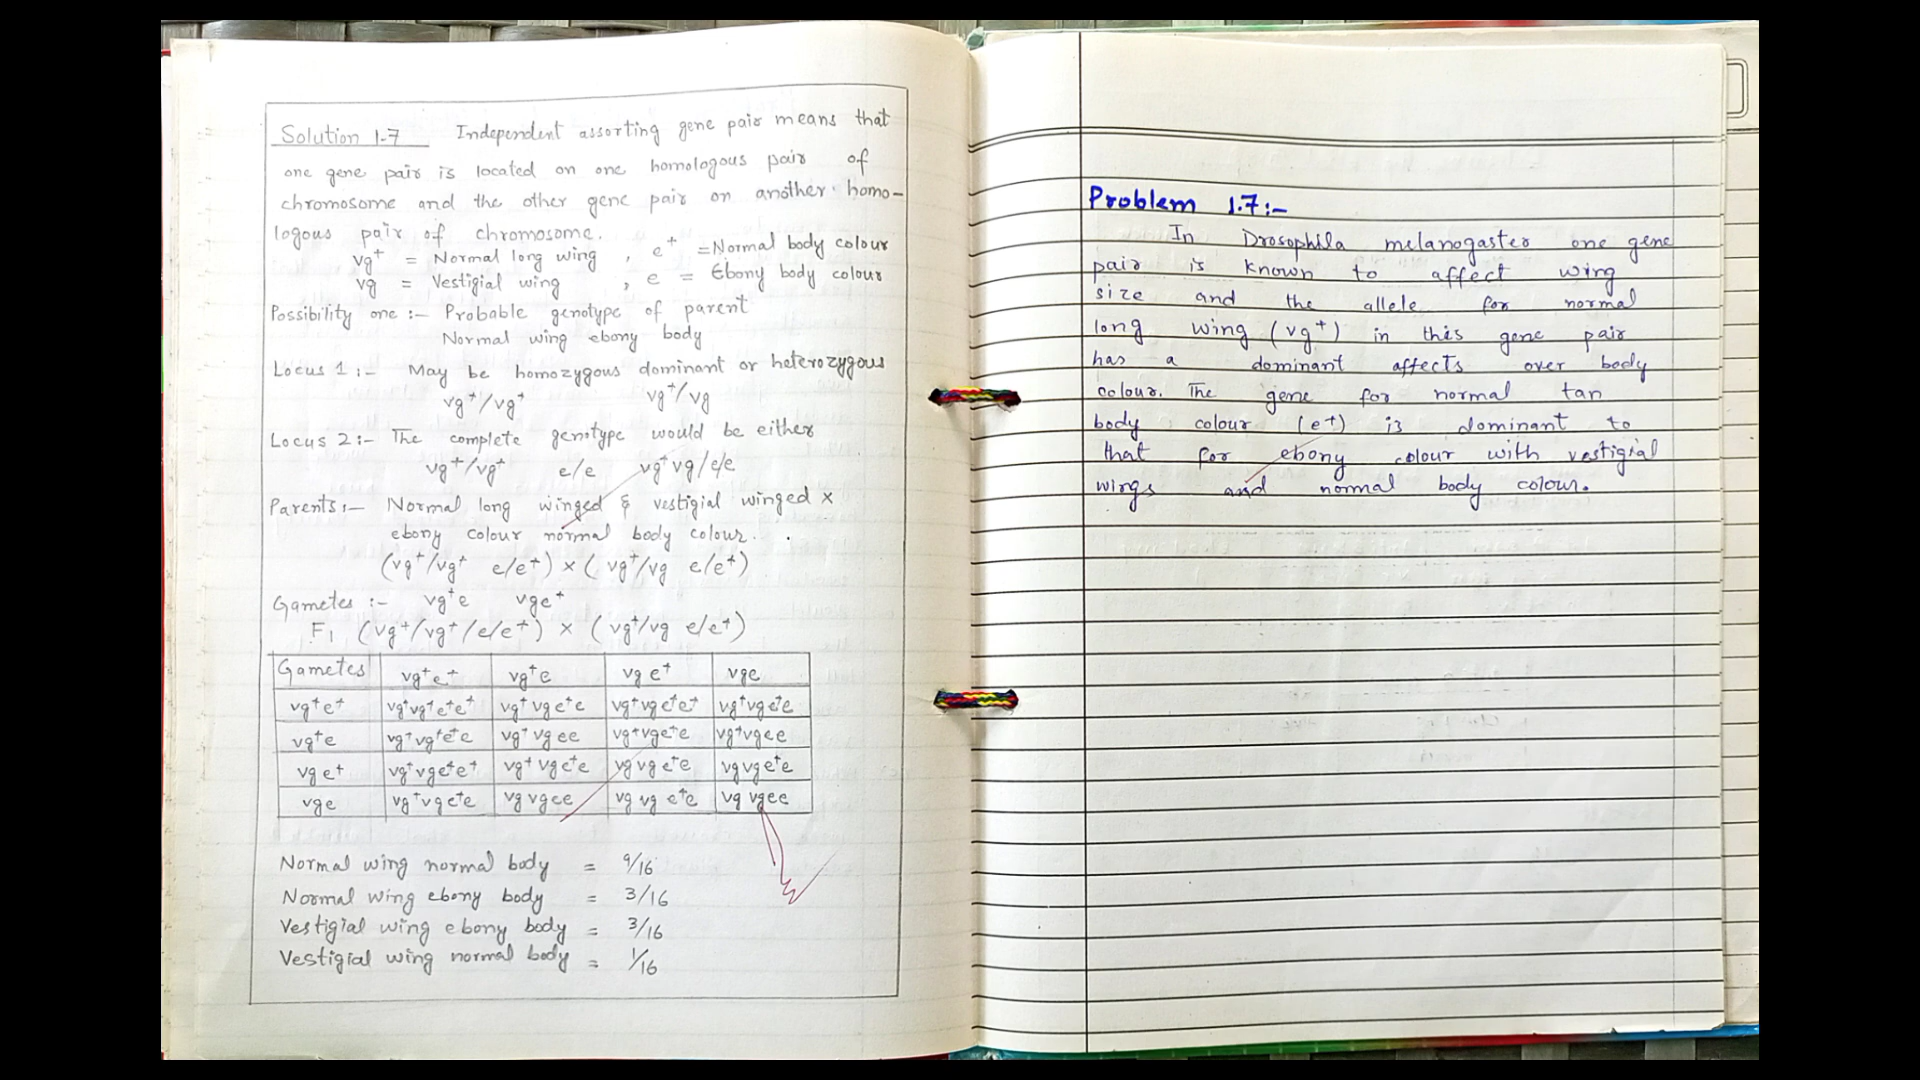 Solution 1.7 Independent assorting gene pair means that
one gene pair is located on one homologous pair of
chromosome and the other gene pair on another homo-
logous pair of chromosome.
vg⁺ = Normal long wing , e⁺ = Normal body colour
vg = Vestigial wing , e = Ebony body colour
Possibility one :- Probable genotype of parent
Normal wing ebony body
Locus 1 :- May be homozygous dominant or heterozygous
vg⁺/vg⁺ vg⁺/vg
Locus 2 :- The complete genotype would be either
vg⁺/vg⁺ e/e vg⁺vg/e/e
Parents :- Normal long winged & vestigial winged x
ebony colour normal body colour.
(vg⁺/vg⁺ e/e⁺) x ( vg⁺/vg e/e⁺)
Gametes :- vg⁺e vge⁺
F₁ (vg⁺/vg⁺/e/e⁺) x (vg⁺/vg e/e⁺)
Gametes vg⁺e⁺ vg⁺e vg e⁺ vge
vg⁺e⁺ vg⁺vg⁺e⁺e⁺ vg⁺vge⁺e vg⁺vge⁺e⁺ vg⁺vge⁺e
vg⁺e vg⁺vg⁺e⁺e vg⁺vgee vg⁺vge⁺e vg⁺vgee
vge⁺ vg⁺vge⁺e⁺ vg⁺vge⁺e vgvge⁺e vgvge⁺e
vge vg⁺vge⁺e vgvgee vg vg e⁺e vg vgee
Normal wing normal body = 9/16
Normal wing ebony body = 3/16
Vestigial wing ebony body = 3/16
Vestigial wing normal body = 1/16
Problem 1.7 :-
In Drosophila melanogaster one gene
pair is known to affect wing
size and the allele for normal
long wing (vg⁺) in this gene pair
has a dominant affects over body
colour. The gene for normal tan
body colour (e⁺) is dominant to
that for ebony colour with vestigial
wings and normal body colour.